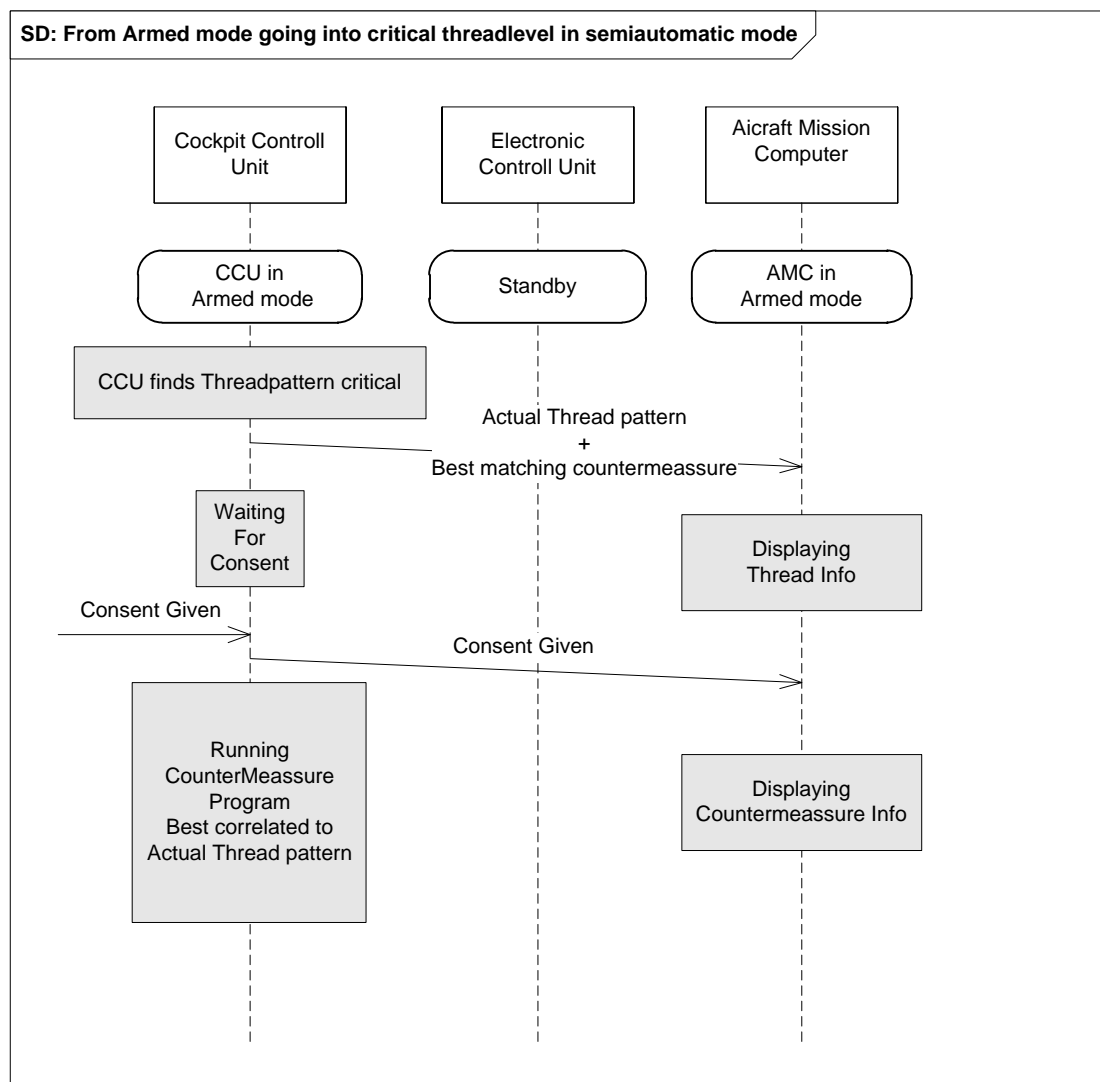 SD: From Armed mode going into critical threadlevel in semiautomatic mode
Cockpit Controll
Unit
Electronic
Controll Unit
Aicraft Mission
Computer
CCU in
Armed mode
Standby
AMC in
Armed mode
CCU finds Threadpattern critical
Actual Thread pattern
+
Best matching countermeassure
Waiting
For
Consent
Displaying
Thread Info
Consent Given
Consent Given
Running
CounterMeassure
Program
Best correlated to
Actual Thread pattern
Displaying
Countermeassure Info